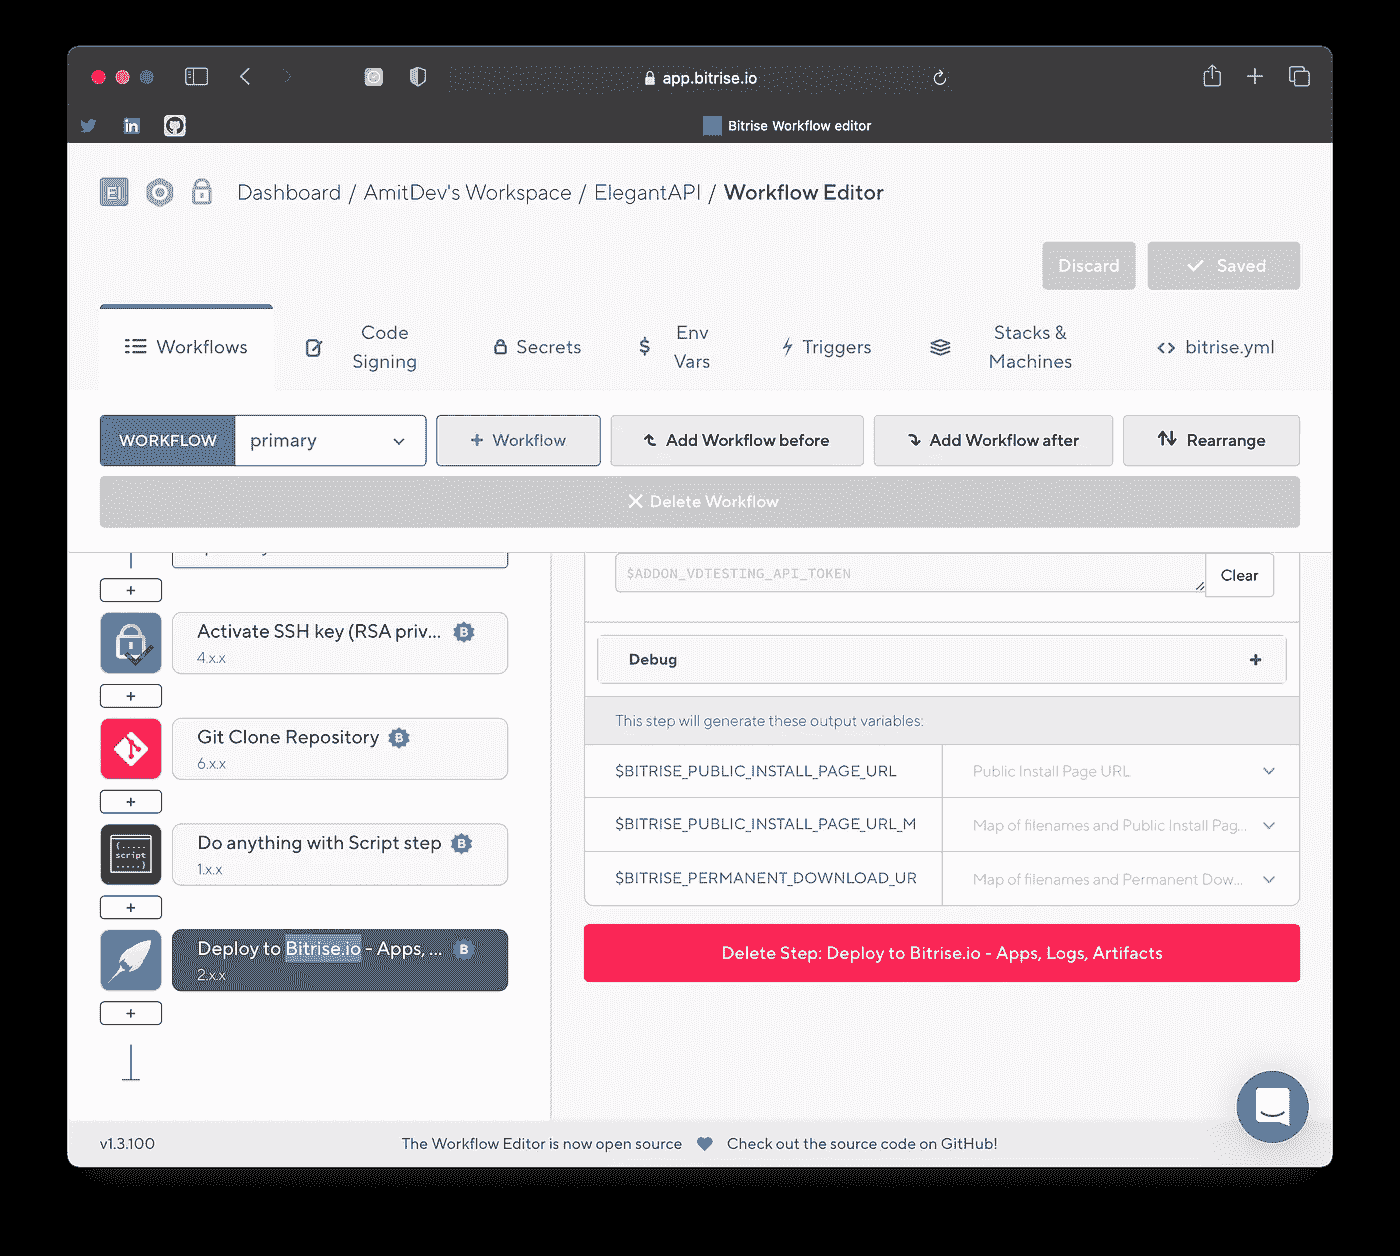 app.bitrise.io
Bitrise Workflow editor
Dashboard / AmitDev's Workspace / ElegantAPI / Workflow Editor
Discard
Saved
Workflows
Code Signing
Secrets
Env Vars
Triggers
Stacks & Machines
bitrise.yml
WORKFLOW
primary
+ Workflow
Add Workflow before
Add Workflow after
Rearrange
Delete Workflow
$ADDON_VDTESTING_API_TOKEN
Clear
+
Activate SSH key (RSA priv...
4.x.x
+
Git Clone Repository
6.x.x
+
Do anything with Script step
1.x.x
script
+
Deploy to Bitrise.io - Apps, ...
2.x.x
+
Debug
+
This step will generate these output variables:
$BITRISE_PUBLIC_INSTALL_PAGE_URL
Public Install Page URL
$BITRISE_PUBLIC_INSTALL_PAGE_URL_M
Map of filenames and Public Install Pag...
$BITRISE_PERMANENT_DOWNLOAD_UR
Map of filenames and Permanent Dow...
Delete Step: Deploy to Bitrise.io - Apps, Logs, Artifacts
v1.3.100
The Workflow Editor is now open source
Check out the source code on GitHub!